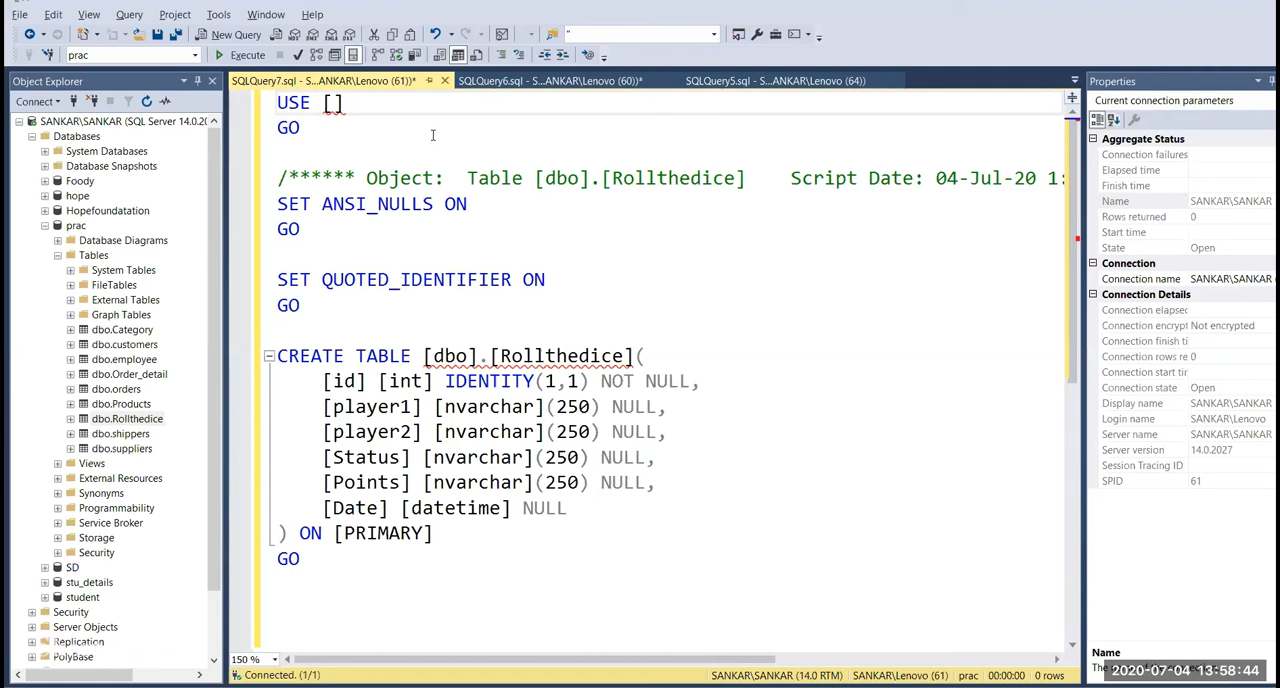 File Edit View Query Project Tools Window Help
New Query
prac Execute
Object Explorer
Connect
SANKAR\SANKAR (SQL Server 14.0.20
Databases
System Databases
Database Snapshots
Foody
hope
Hopefoundatation
prac
Database Diagrams
Tables
System Tables
FileTables
External Tables
Graph Tables
dbo.Category
dbo.customers
dbo.employee
dbo.Order_detail
dbo.orders
dbo.Products
dbo.Rollthedice
dbo.shippers
dbo.suppliers
Views
External Resources
Synonyms
Programmability
Service Broker
Storage
Security
SD
stu_details
student
Security
Server Objects
Replication
PolyBase
SQLQuery7.sql - S...ANKAR\Lenovo (61))* SQLQuery6.sql - S...ANKAR\Lenovo (60))* SQLQuery5.sql - S...ANKAR\Lenovo (64))
USE []
GO
/****** Object:  Table [dbo].[Rollthedice]    Script Date: 04-Jul-20 1:
SET ANSI_NULLS ON
GO
SET QUOTED_IDENTIFIER ON
GO
CREATE TABLE [dbo].[Rollthedice](
[id] [int] IDENTITY(1,1) NOT NULL,
[player1] [nvarchar](250) NULL,
[player2] [nvarchar](250) NULL,
[Status] [nvarchar](250) NULL,
[Points] [nvarchar](250) NULL,
[Date] [datetime] NULL
) ON [PRIMARY]
GO
150 %
Connected. (1/1) SANKAR\SANKAR (14.0 RTM) SANKAR\Lenovo (61) prac 00:00:00 0 rows
Properties
Current connection parameters
Aggregate Status
Connection failures
Elapsed time
Finish time
Name SANKAR\SANKAR
Rows returned 0
Start time
State Open
Connection
Connection name SANKAR\SANKAR
Connection Details
Connection elapsed
Connection encrypt Not encrypted
Connection finish ti
Connection rows re 0
Connection start tir
Connection state Open
Display name SANKAR\SANKAR
Login name SANKAR\Lenovo
Server name SANKAR\SANKAR
Server version 14.0.2027
Session Tracing ID
SPID 61
Name
2020-07-04 13:58:44